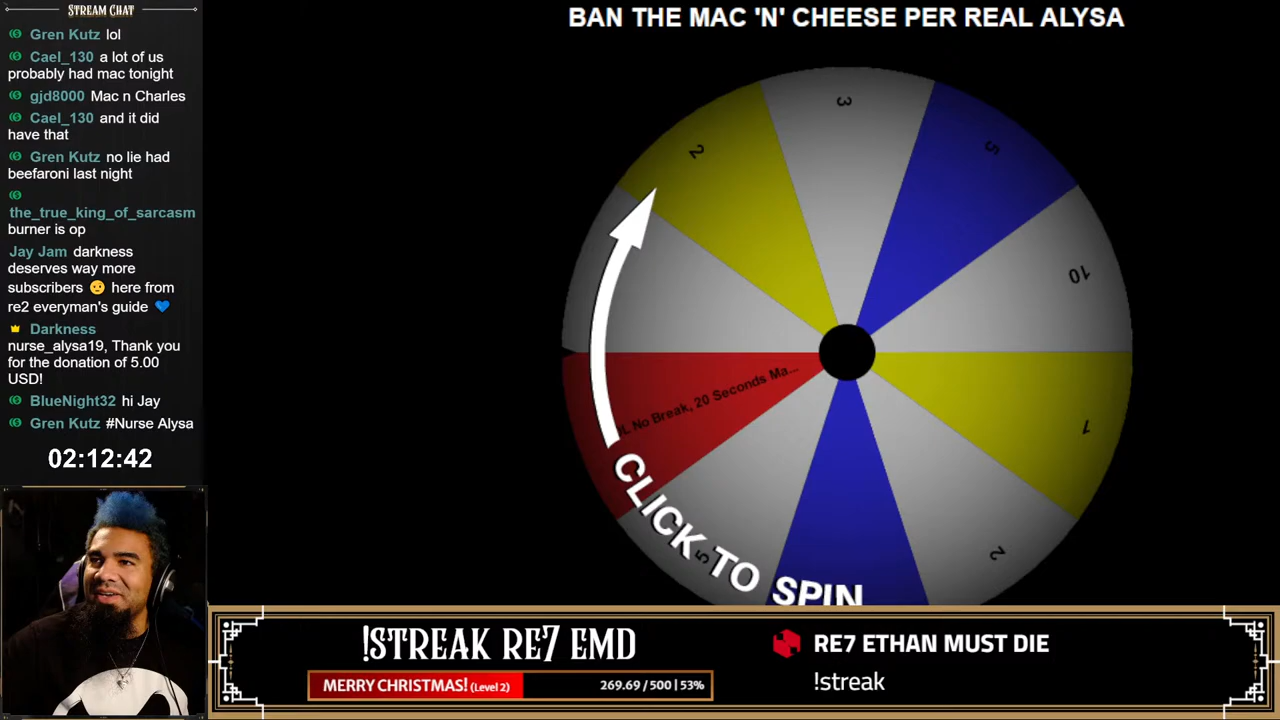 STREAM CHAT
Gren Kutz lol
Cael_130 a lot of us
probably had mac tonight
gjd8000 Mac n Charles
Cael_130 and it did
have that
Gren Kutz no lie had
beefaroni last night
the_true_king_of_sarcasm
burner is op
Jay Jam darkness
deserves way more
subscribers 😕 here from
re2 everyman's guide 💙
Darkness
nurse_alysa19, Thank you
for the donation of 5.00
USD!
BlueNight32 hi Jay
Gren Kutz #Nurse Alysa
02:12:42
BAN THE MAC 'N' CHEESE PER REAL ALYSA
2
3
5
10
7
2
5
No Break, 20 Seconds Ma...
CLICK TO SPIN
!STREAK RE7 EMD
MERRY CHRISTMAS! (Level 2)
269.69 / 500 | 53%
RE7 ETHAN MUST DIE
!streak